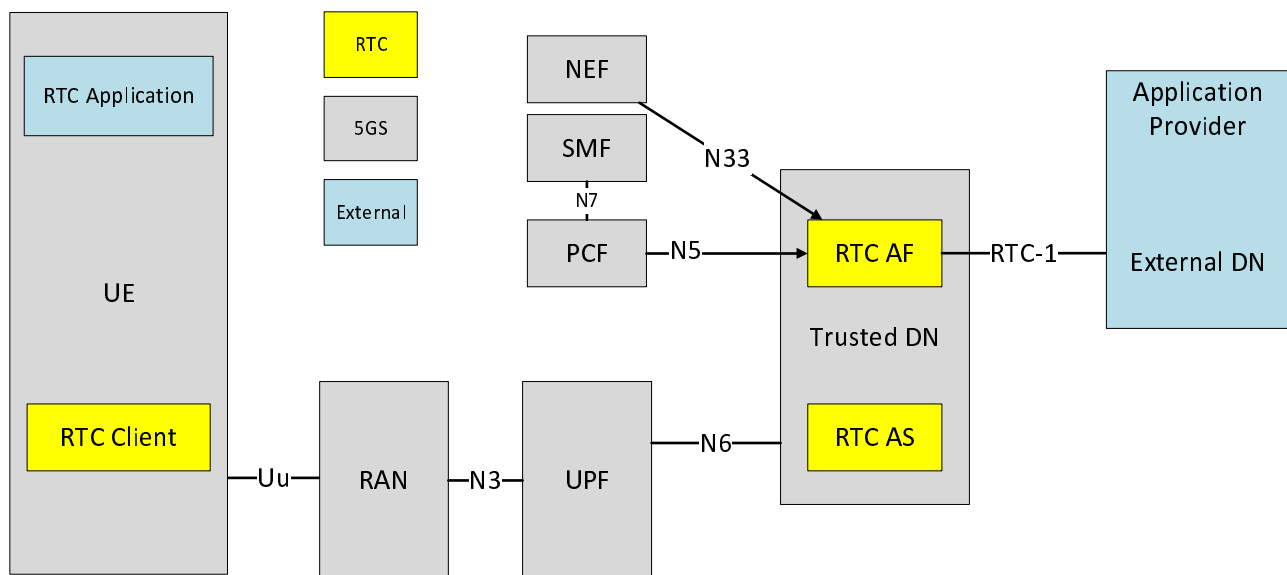 RTC Application
UE
RTC Client
RTC
5GS
External
NEF
SMF
N7
PCF
N33
N5
RTC AF
Trusted DN
RTC AS
RTC-1
Application
Provider
External DN
Uu
RAN
N3
UPF
N6